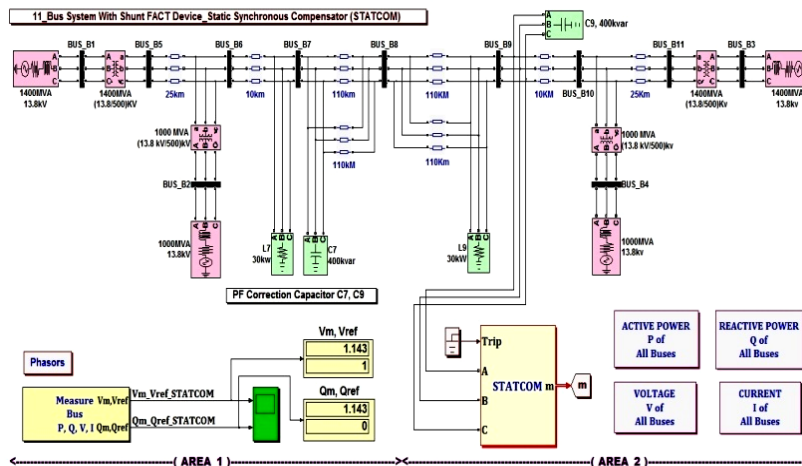 11_Bus System With Shunt FACT Device_Static Synchronous Compensator (STATCOM)
A
B
C
C9, 400kvar
BUS_B1
BUS_B5
BUS_B6
BUS_B7
BUS_B8
BUS_B9
BUS_B10
BUS_B11
BUS_B3
1400MVA
13.8kv
1400MVA
(13.8/500)KV
25km
10km
110km
110KM
10KM
25Km
1400MVA
(13.8/500)Kv
1400MVA
13.8kv
110kM
110Km
1000 MVA
(13.8 kV/500)kV
1000 MVA
(13.8 kV/500)kv
BUS_B2
BUS_B4
1000MVA
13.8kV
L7
30kw
A B C
C7
400kvar
L9
30kW
A B C
1000MVA
13.8kv
PF Correction Capacitor C7, C9
Vm, Vref
1.143
1
Qm, Qref
1.143
0
Phasors
Measure
Bus
P, Q, V, I
Vm,Vref
Qm,Qref
Vm_Vref_STATCOM
Qm_Qref_STATCOM
Trip
A
B
C
STATCOM
m
m
ACTIVE POWER
P of
All Buses
REACTIVE POWER
Q of
All Buses
VOLTAGE
V of
All Buses
CURRENT
I of
All Buses
( AREA 1 )
( AREA 2 )